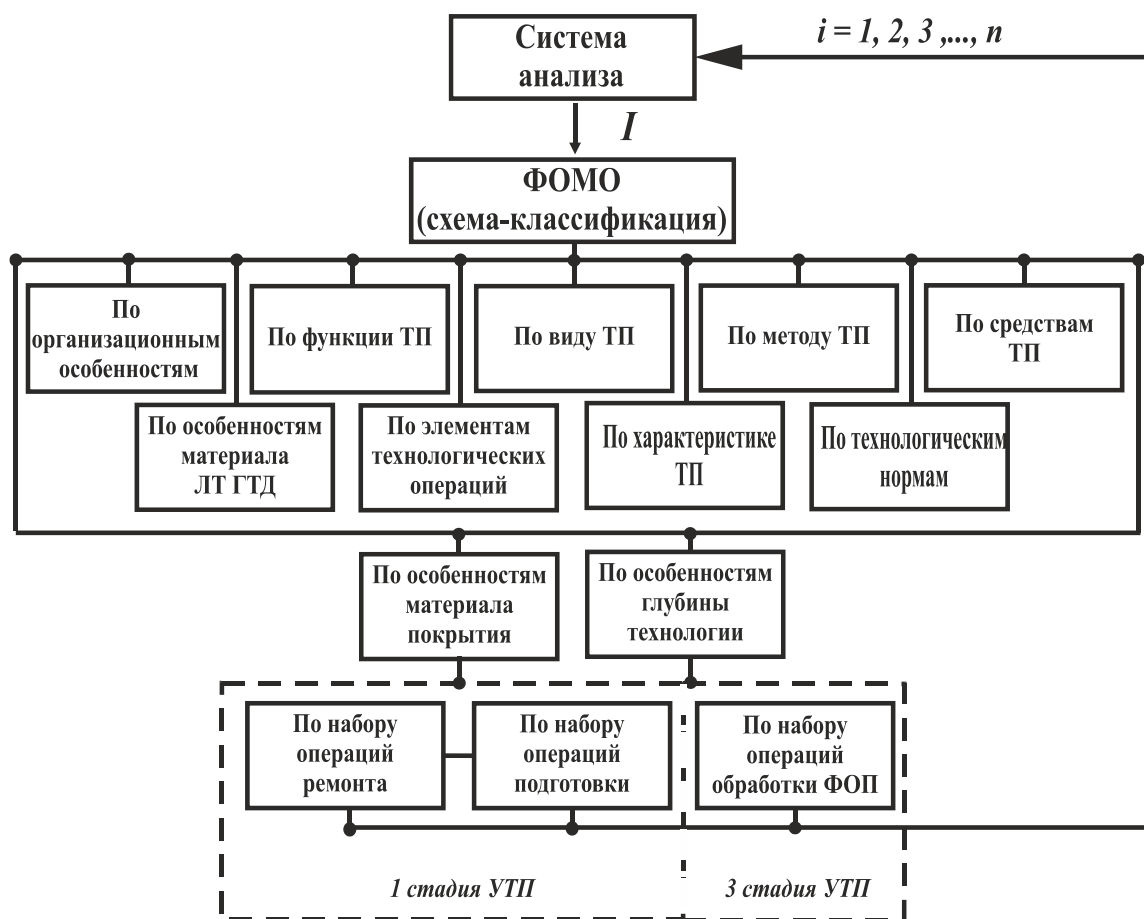 Система
анализа
i = 1, 2, 3 ,..., n
I
ФОМО
(схема-классификация)
По
организационным
особенностям
По функции ТП
По виду ТП
По методу ТП
По средствам
ТП
По особенностям
материала
ЛТ ГТД
По элементам
технологических
операций
По характеристике
ТП
По технологическим
нормам
По особенностям
материала
покрытия
По особенностям
глубины
технологии
По набору
операций
ремонта
По набору
операций
подготовки
По набору
операций
обработки ФОП
1 стадия УТП
3 стадия УТП